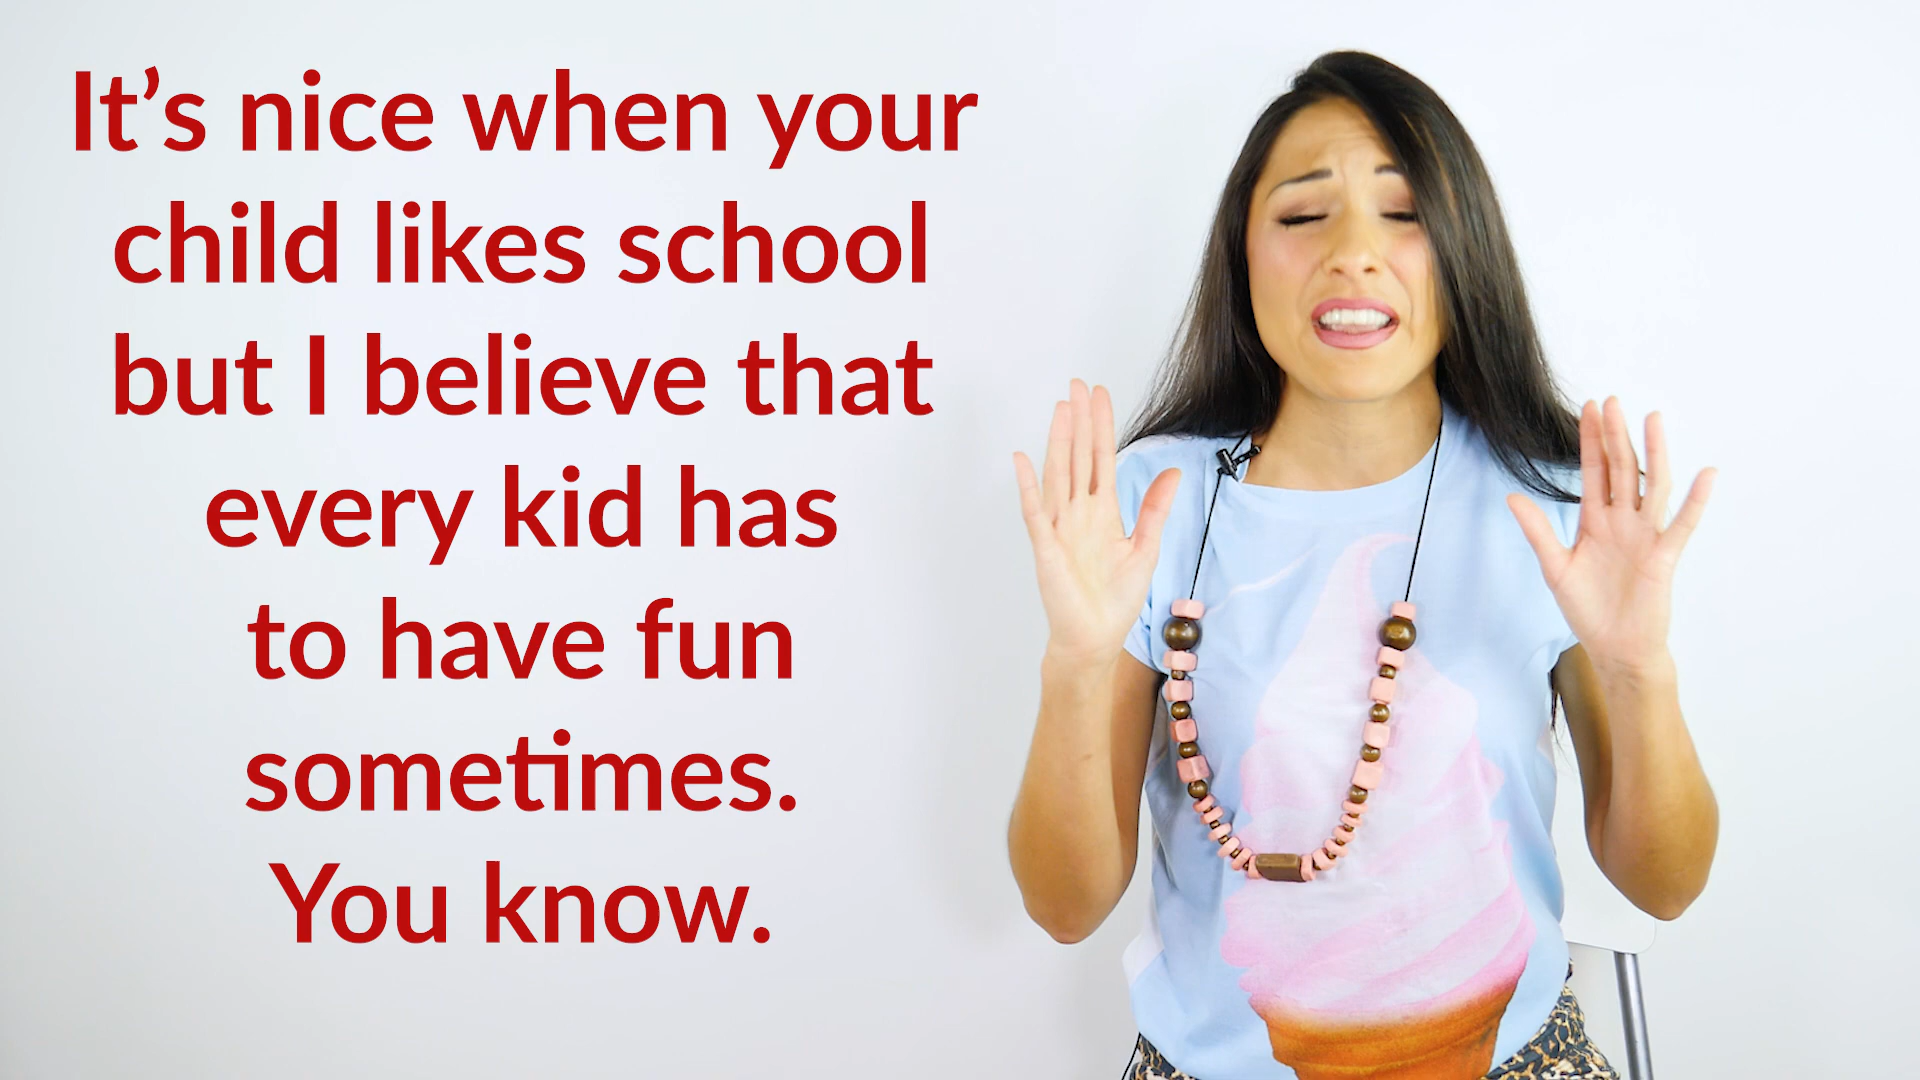 It’s nice when your
child likes school
but I believe that
every kid has
to have fun
sometimes.
You know.